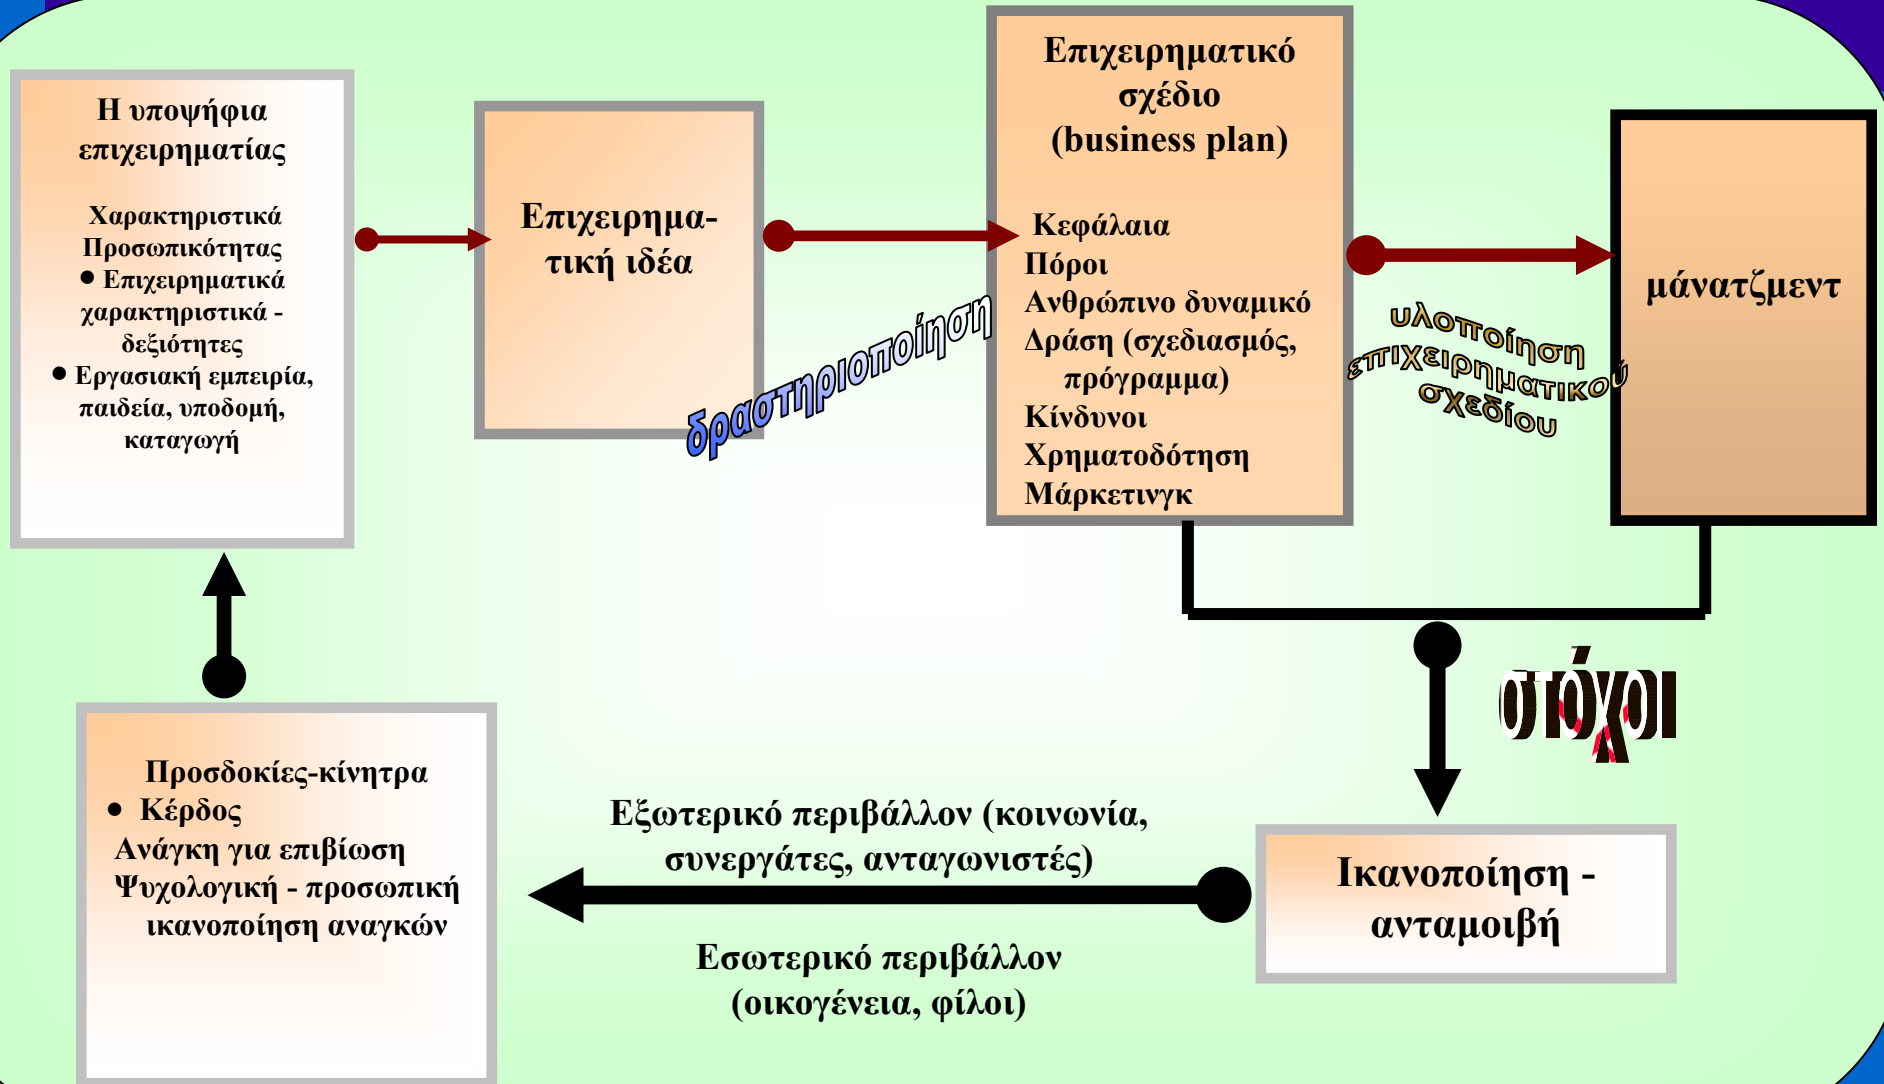 Η υποψήφια
επιχειρηματίας
Χαρακτηριστικά
Προσωπικότητας
• Επιχειρηματικά
χαρακτηριστικά -
δεξιότητες
• Εργασιακή εμπειρία,
παιδεία, υποδομή,
καταγωγή
Επιχειρημα-
τική ιδέα
δραστηριοποίηση
Επιχειρηματικό
σχέδιο
(business plan)
Κεφάλαια
Πόροι
Ανθρώπινο δυναμικό
Δράση (σχεδιασμός,
πρόγραμμα)
Κίνδυνοι
Χρηματοδότηση
Μάρκετινγκ
υλοποίηση
επιχειρηματικού
σχεδίου
μάνατζμεντ
στόχοι
Ικανοποίηση -
ανταμοιβή
Εξωτερικό περιβάλλον (κοινωνία,
συνεργάτες, ανταγωνιστές)
Εσωτερικό περιβάλλον
(οικογένεια, φίλοι)
Προσδοκίες-κίνητρα
• Κέρδος
Ανάγκη για επιβίωση
Ψυχολογική - προσωπική
ικανοποίηση αναγκών